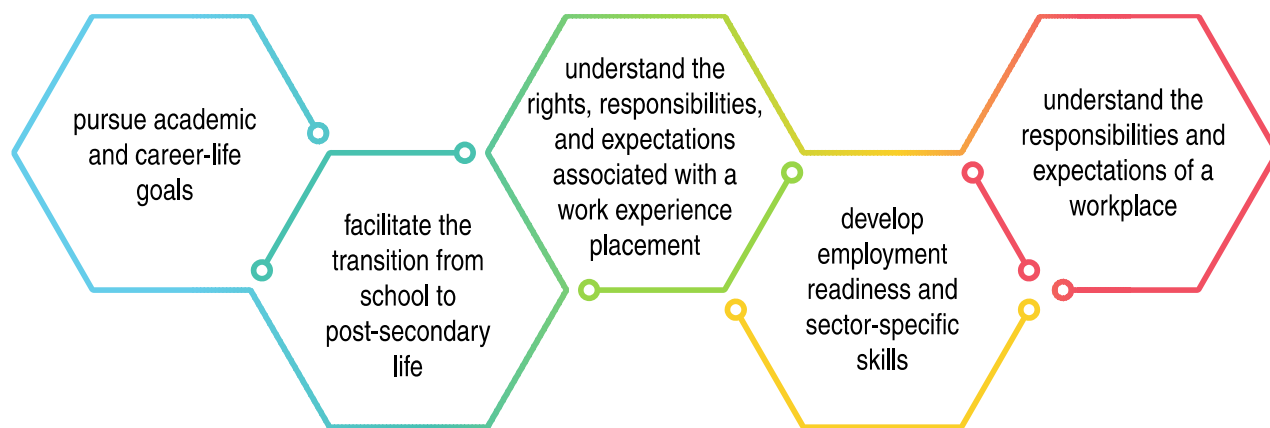 pursue academic
and career-life
goals
facilitate the
transition from
school to
post-secondary
life
understand the
rights, responsibilities,
and expectations
associated with a
work experience
placement
develop
employment
readiness and
sector-specific
skills
understand the
responsibilities and
expectations of a
workplace